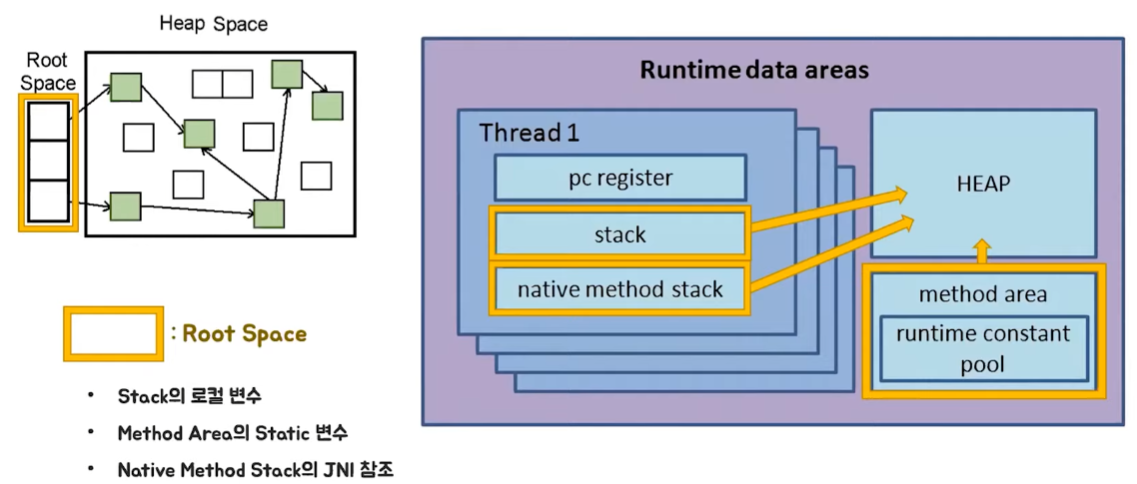 Heap Space
Root
Space
: Root Space
• Stack의 로컬 변수
• Method Area의 Static 변수
• Native Method Stack의 JNI 참조
Runtime data areas
Thread 1
pc register
stack
native method stack
HEAP
method area
runtime constant
pool